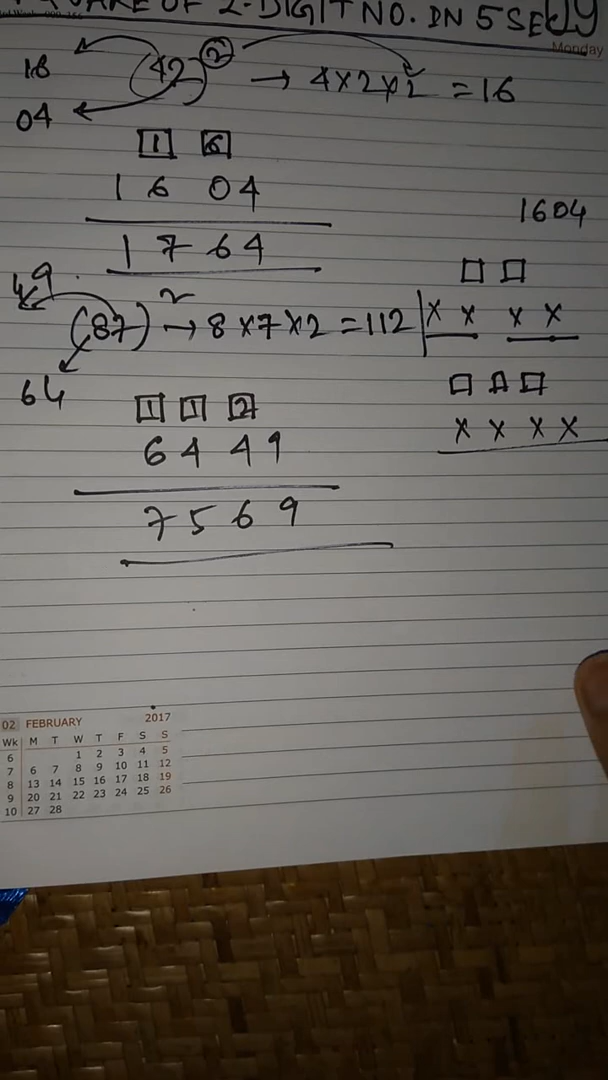 SQUARE OF 2-DIGIT NO. IN 5 SEC
Monday
16
(42)² → 4×2×2 = 16
04
1 6
1 6 04
1 7 6 4
1604
49
(87)² → 8×7×2 = 112
× × × ×
64
1 1 2
6 4 4 9
× × × ×
7 5 6 9
02 FEBRUARY 2017
Wk M T W T F S S
6 1 2 3 4 5
7 6 7 8 9 10 11 12
8 13 14 15 16 17 18 19
9 20 21 22 23 24 25 26
10 27 28